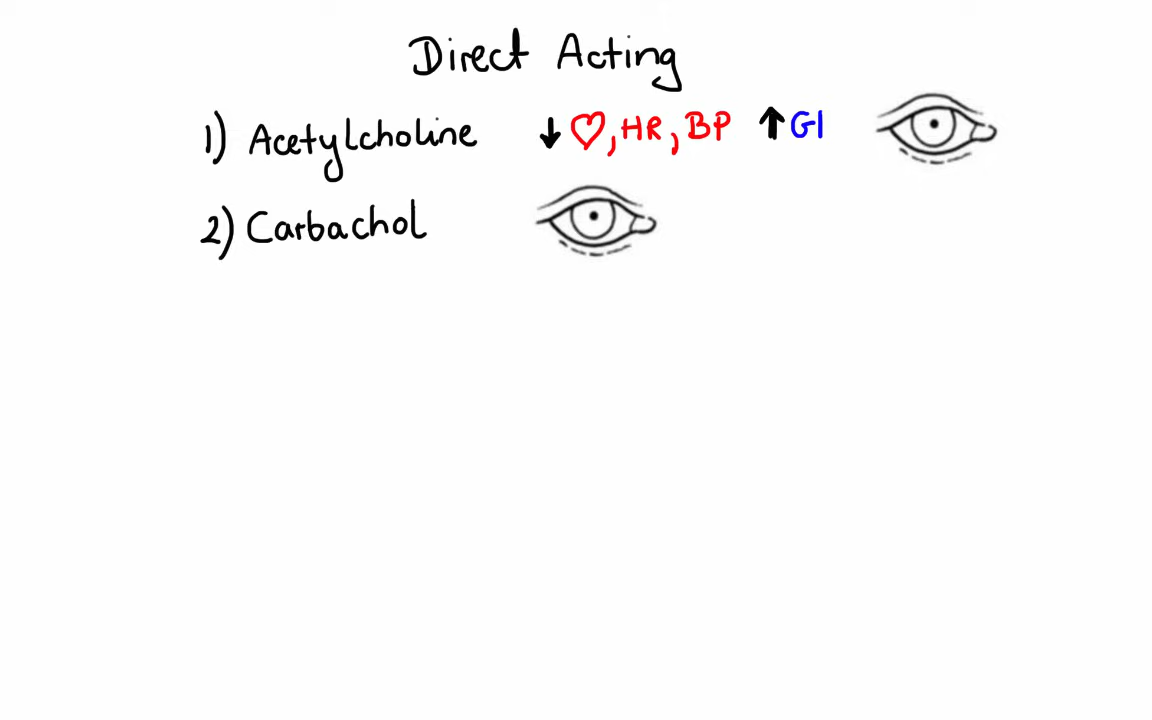 Direct Acting
1) Acetylcholine ↓ ♡, HR, BP ↑ GI
2) Carbachol